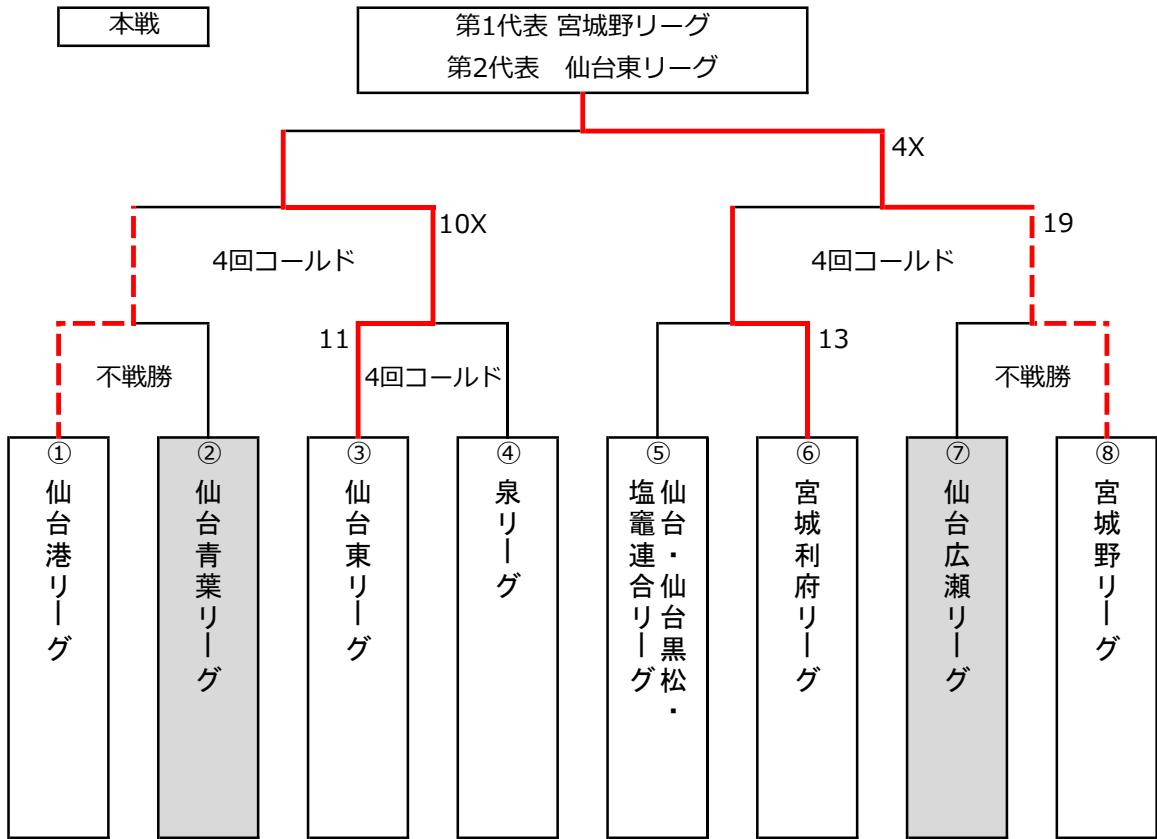 本戦
第1代表 宮城野リーグ
第2代表　仙台東リーグ
4X
10X
19
4回コールド
4回コールド
11
13
不戦勝
4回コールド
不戦勝
①
仙台港リーグ
②
仙台青葉リーグ
③
仙台東リーグ
④
泉リーグ
⑤
仙台・仙台黒松・
塩竈連合リーグ
⑥
宮城利府リーグ
⑦
仙台広瀬リーグ
⑧
宮城野リーグ